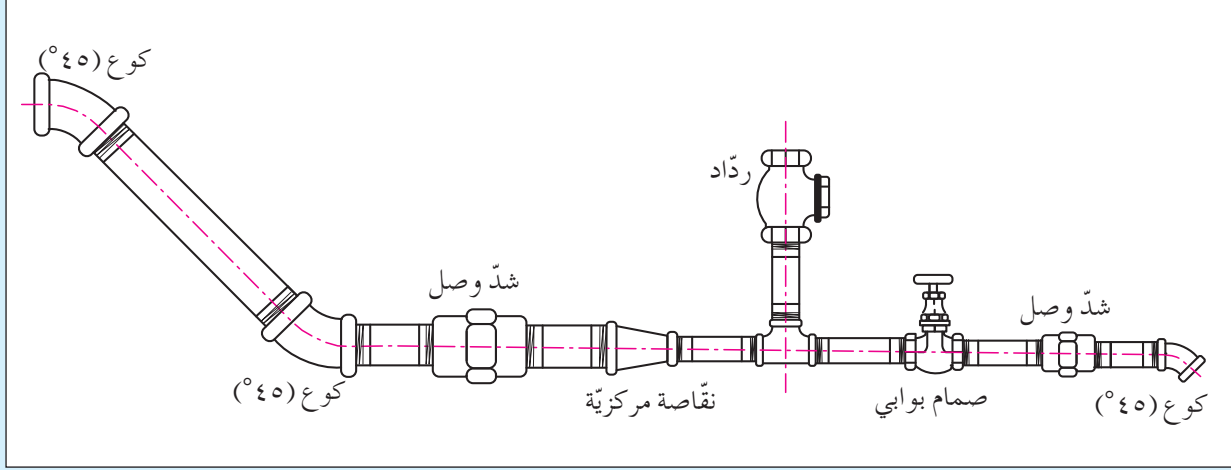 كوع (٤٥°)
ردّاد
شدّ وصل
شدّ وصل
كوع (٤٥°)
نقّاصة مركزيّة
صمام بوابي
كوع (٤٥°)